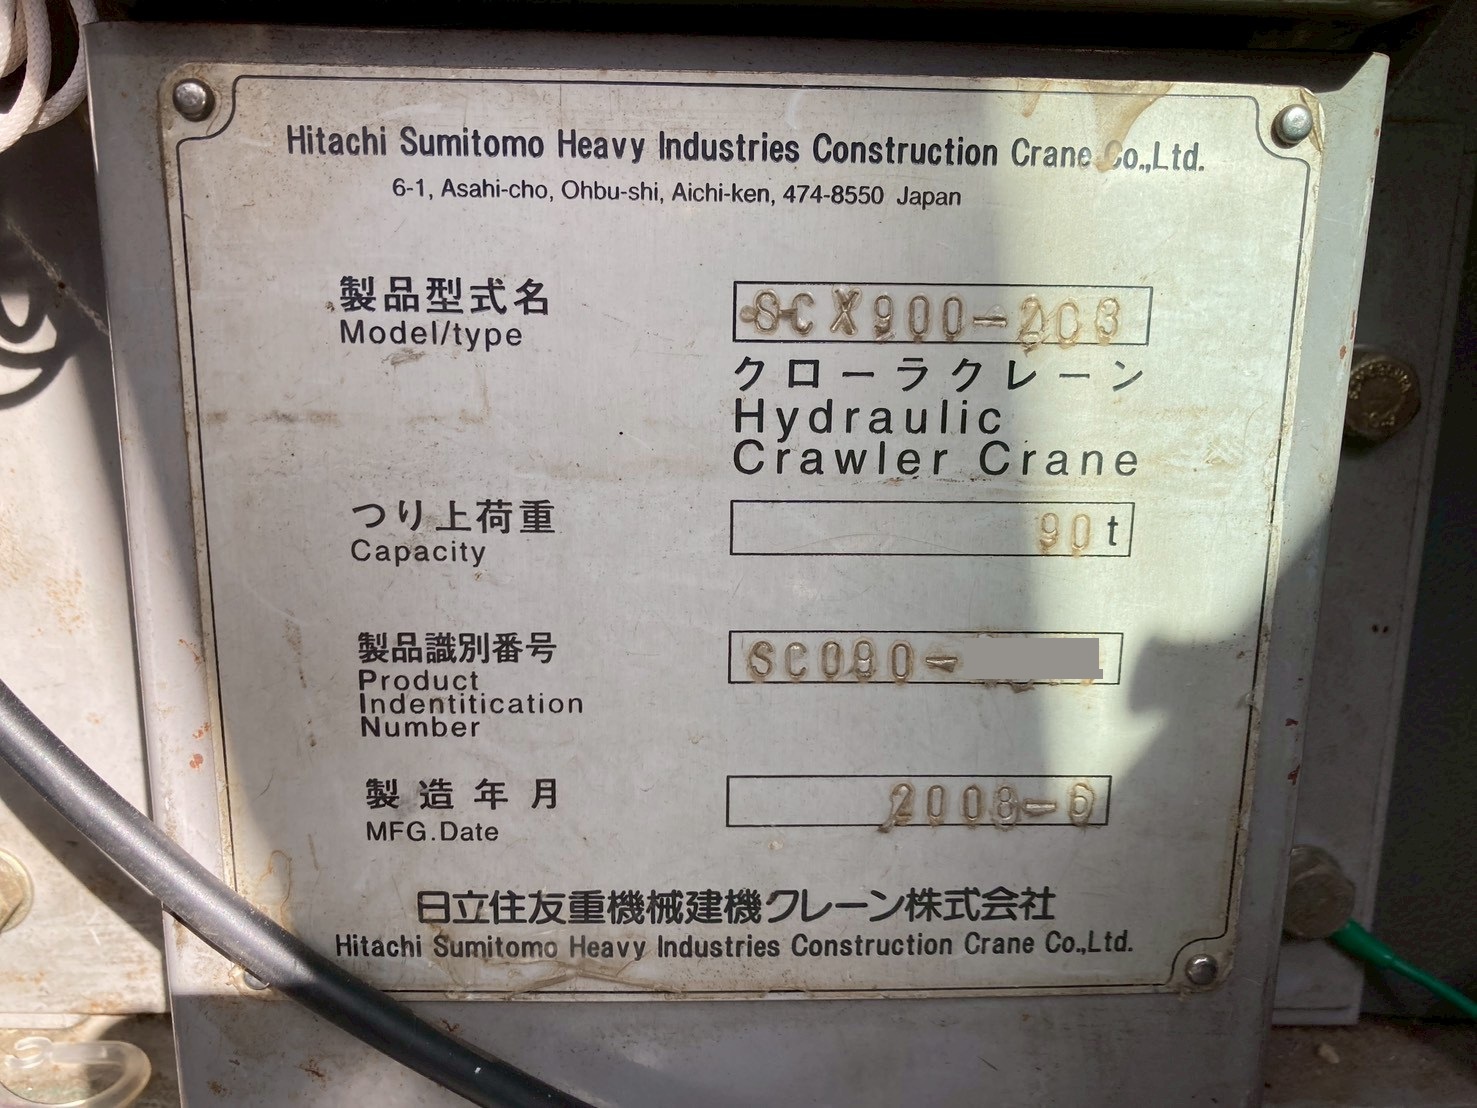 Hitachi Sumitomo Heavy Industries Construction Crane Co.,Ltd.
6-1, Asahi-cho, Ohbu-shi, Aichi-ken, 474-8550 Japan
製品型式名
Model/type
SCX900-2C3
クローラクレーン
Hydraulic
Crawler Crane
つり上荷重
Capacity
90t
製品識別番号
Product
Indentitication
Number
SC090-
製造年月
MFG.Date
2008-6
日立住友重機械建機クレーン株式会社
Hitachi Sumitomo Heavy Industries Construction Crane Co.,Ltd.